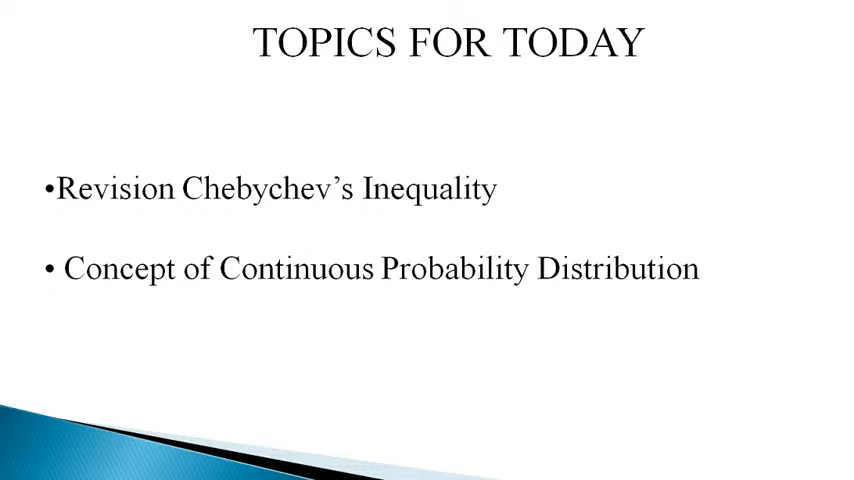 TOPICS FOR TODAY
•Revision Chebychev’s Inequality
• Concept of Continuous Probability Distribution